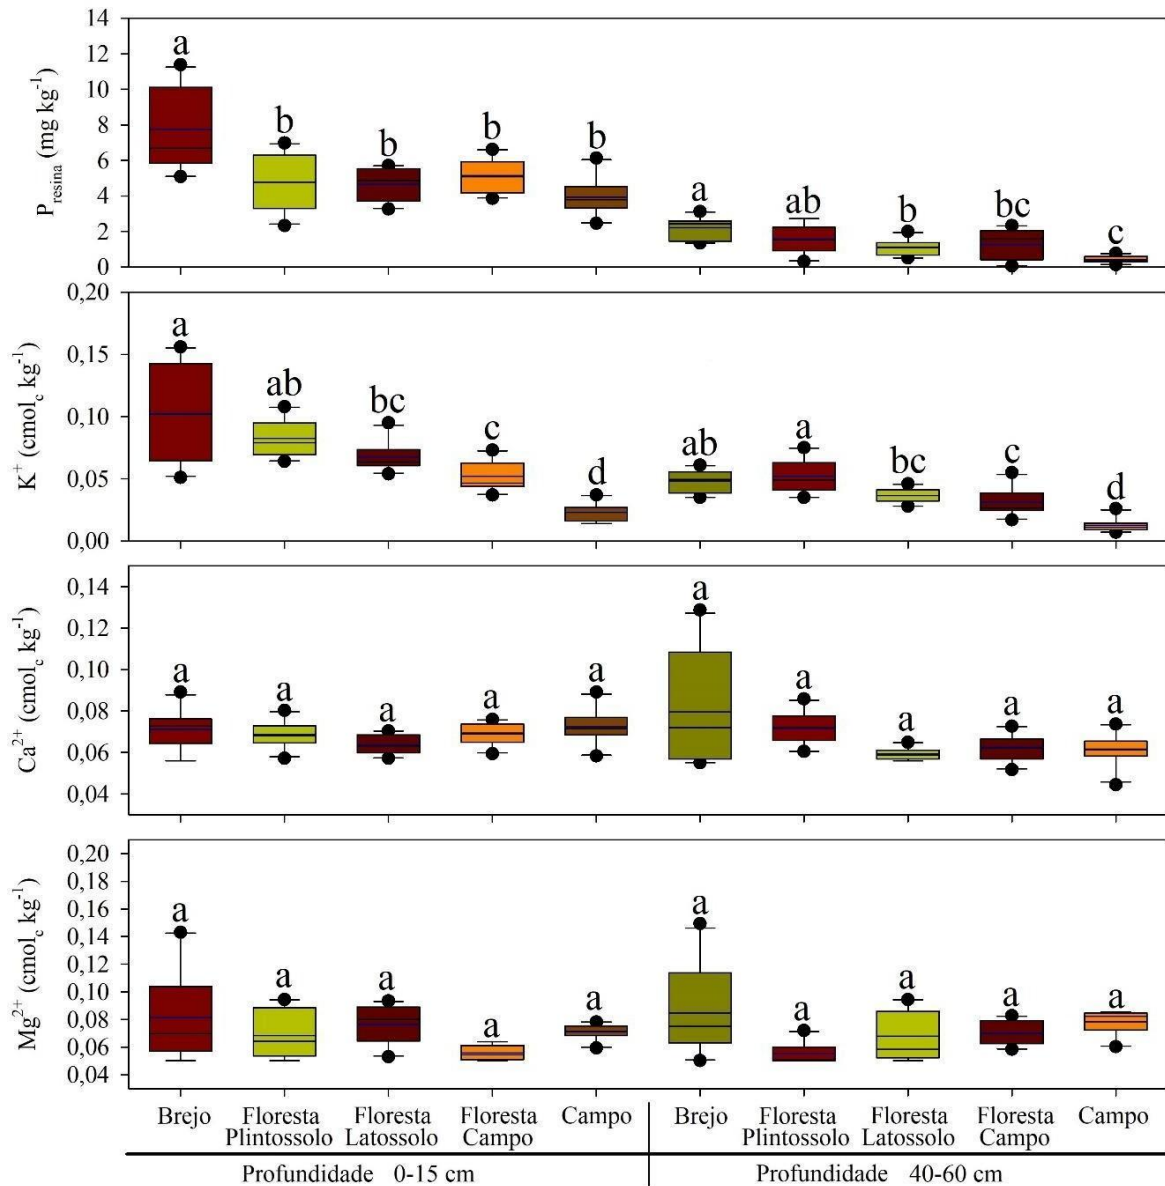 14
12
10
8
6
4
2
0
P resina (mg kg-1)
a b b b b a ab b bc c
0,20
0,15
0,10
0,05
0,00
K+ (cmolc kg-1)
a ab bc c d ab a bc c d
0,14
0,12
0,10
0,08
0,06
0,04
Ca2+ (cmolc kg-1)
a a a a a a a a a a
0,20
0,18
0,16
0,14
0,12
0,10
0,08
0,06
0,04
Mg2+ (cmolc kg-1)
a a a a a a a a a a
Brejo Floresta Floresta Floresta Campo Brejo Floresta Floresta Floresta Campo
Plintossolo Latossolo Campo Plintossolo Latossolo Campo
Profundidade 0-15 cm Profundidade 40-60 cm